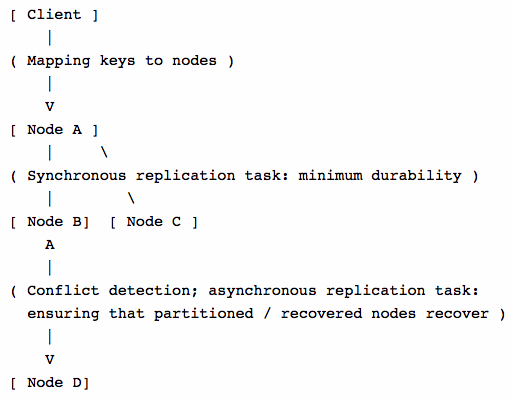 [ Client ]
|
( Mapping keys to nodes )
|
V
[ Node A ]
| \
( Synchronous replication task: minimum durability )
| \
[ Node B] [ Node C ]
A
|
( Conflict detection; asynchronous replication task:
ensuring that partitioned / recovered nodes recover )
|
V
[ Node D]